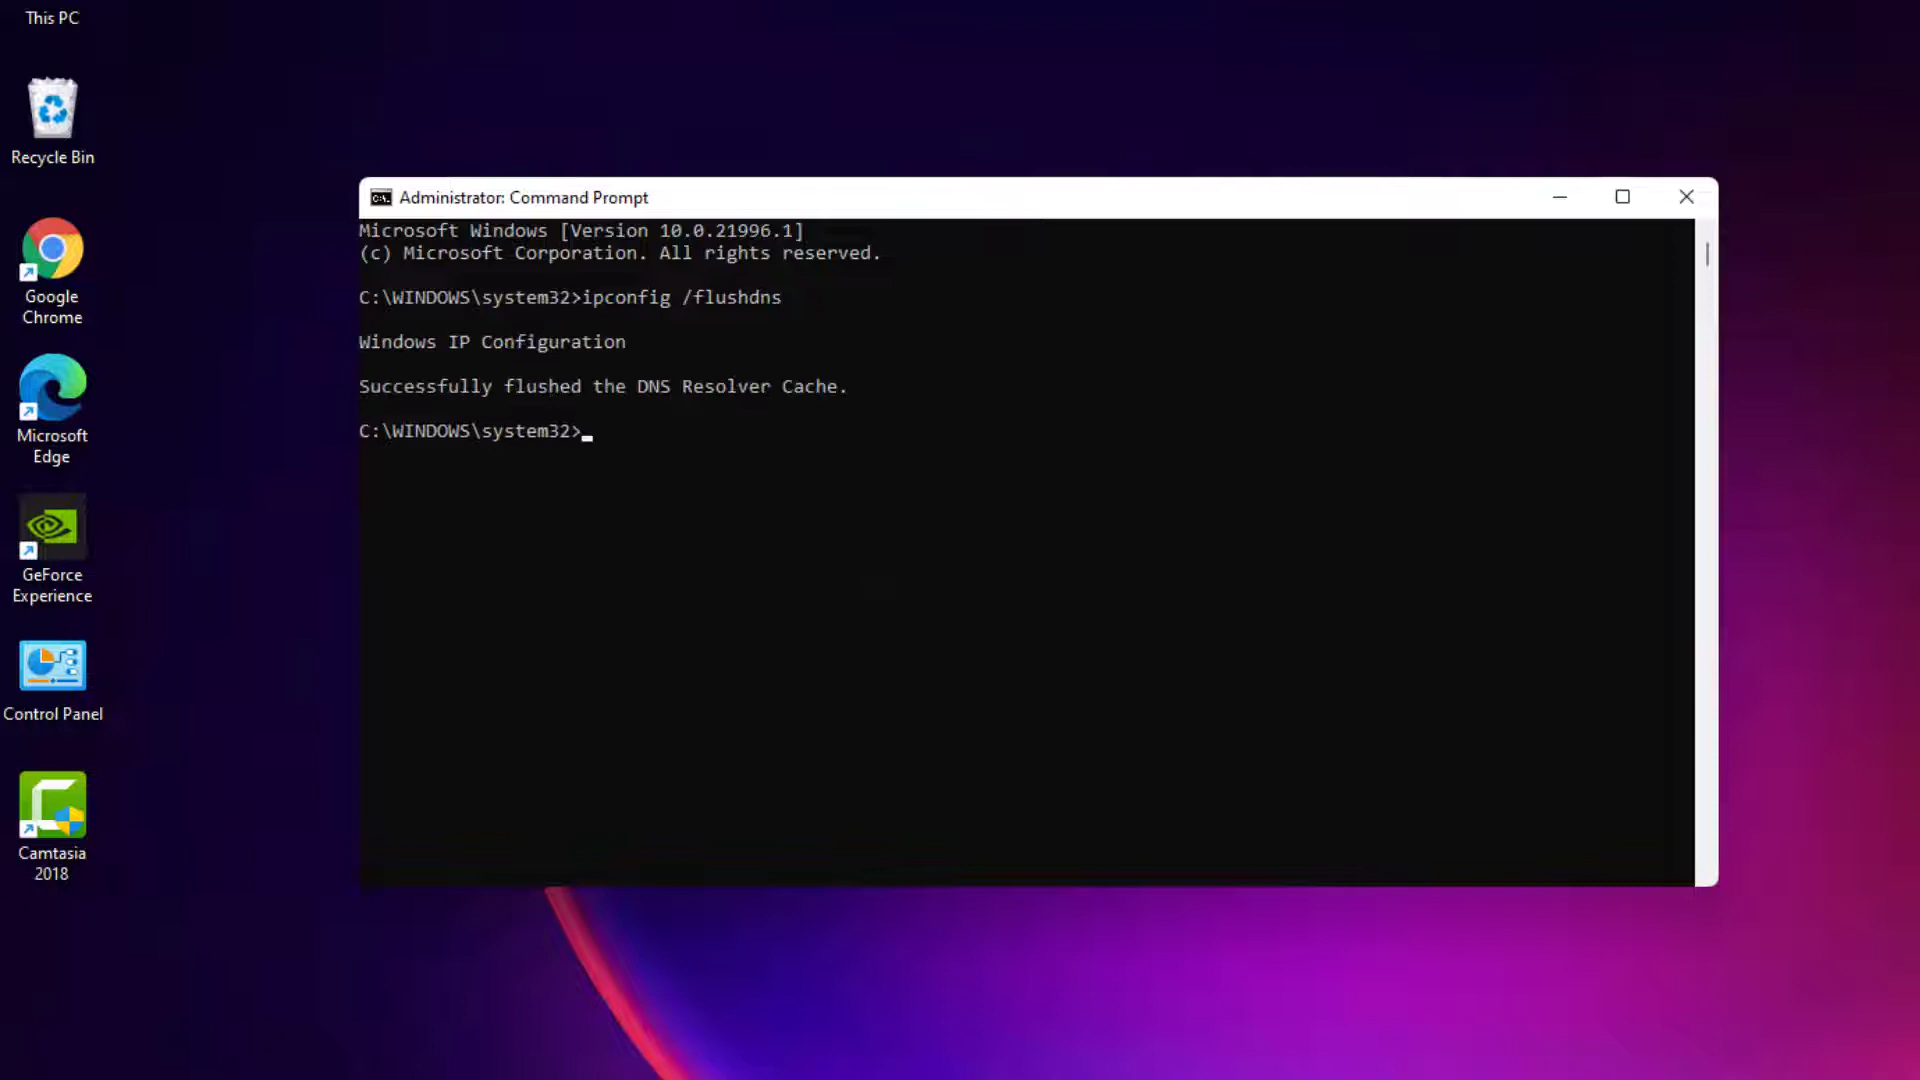 This PC
Recycle Bin
Google
Chrome
Microsoft
Edge
GeForce
Experience
Control Panel
Camtasia
2018
Administrator: Command Prompt
Microsoft Windows [Version 10.0.21996.1]
(c) Microsoft Corporation. All rights reserved.
C:\WINDOWS\system32>ipconfig /flushdns
Windows IP Configuration
Successfully flushed the DNS Resolver Cache.
C:\WINDOWS\system32>